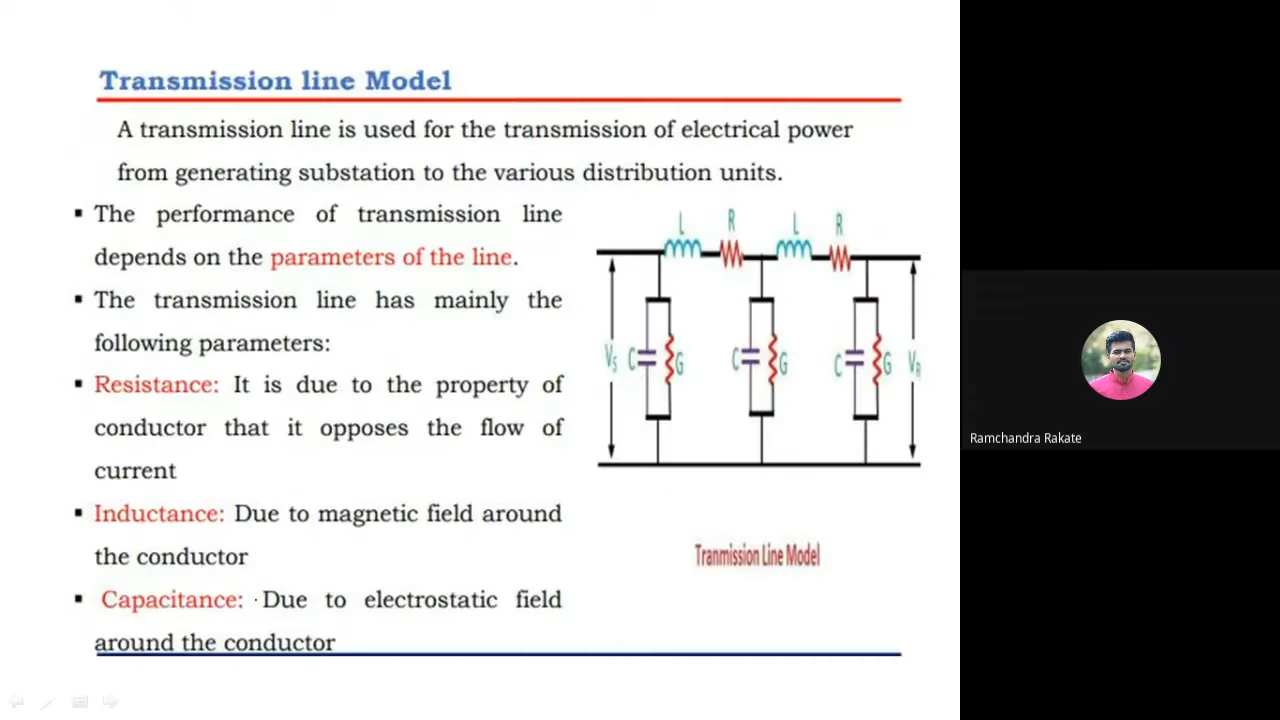 Transmission line Model
A transmission line is used for the transmission of electrical power
from generating substation to the various distribution units.
▪ The performance of transmission line
depends on the parameters of the line.
▪ The transmission line has mainly the
following parameters:
▪ Resistance: It is due to the property of
conductor that it opposes the flow of
current
▪ Inductance: Due to magnetic field around
the conductor
▪ Capacitance: Due to electrostatic field
around the conductor
L R L R
VS C G C G C G VR
Tranmission Line Model
Ramchandra Rakate